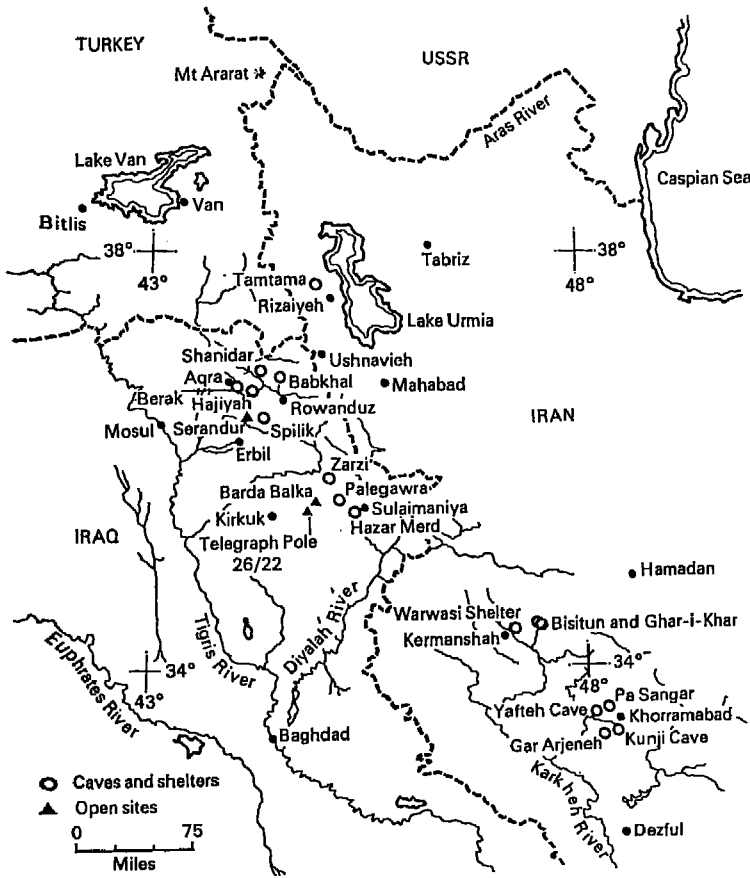 TURKEY
USSR
Mt Ararat
Aras River
Lake Van
Caspian Sea
Van
Bitlis
38°
43°
38°
48°
Tabriz
Tamtama
Rizaiyeh
Lake Urmia
Shanidar
Ushnavieh
Aqra
Babkhal
Mahabad
Berak
Hajiyah
Rowanduz
Mosul
Serandur
Spilik
IRAN
Erbil
Zarzi
Barda Balka
Palegawra
Sulaimaniya
Kirkuk
Hazar Merd
IRAQ
Telegraph Pole
26/22
Hamadan
Warwasi Shelter
Bisitun and Ghar-i-Khar
Kermanshah
Tigris River
Diyalah River
Euphrates River
34°
43°
34°
48°
Pa Sangar
Yafteh Cave
Khorramabad
Baghdad
Gar Arjeneh
Kunji Cave
Karkheh River
Caves and shelters
Open sites
0 75
Miles
Dezful